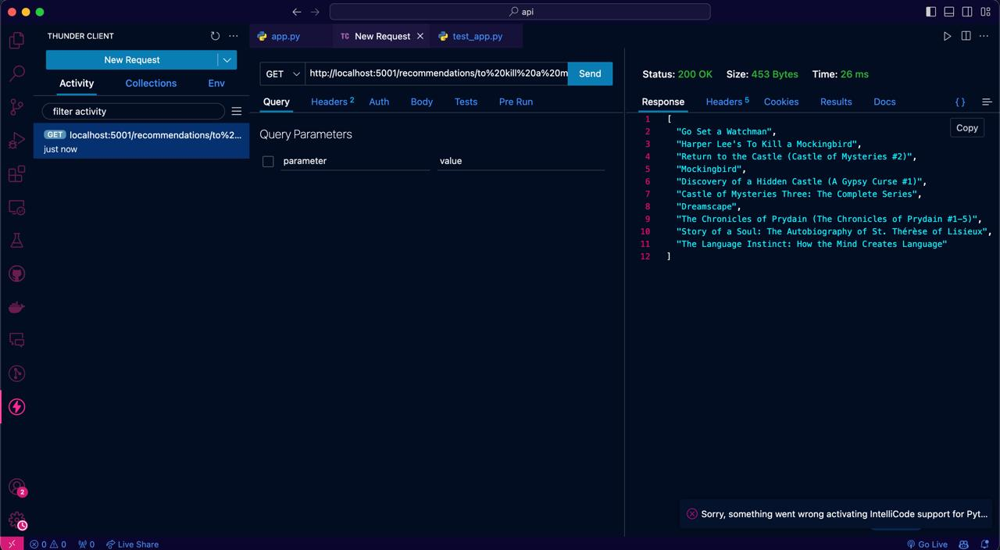 api
THUNDER CLIENT
New Request
Activity Collections Env
filter activity
GET localhost:5001/recommendations/to%2...
just now
app.py
TC New Request
test_app.py
GET http://localhost:5001/recommendations/to%20kill%20a%20m Send
Query Headers 2 Auth Body Tests Pre Run
Query Parameters
parameter value
Status: 200 OK Size: 453 Bytes Time: 26 ms
Response Headers 5 Cookies Results Docs { }
Copy
1 [
2 "Go Set a Watchman",
3 "Harper Lee's To Kill a Mockingbird",
4 "Return to the Castle (Castle of Mysteries #2)",
5 "Mockingbird",
6 "Discovery of a Hidden Castle (A Gypsy Curse #1)",
7 "Castle of Mysteries Three: The Complete Series",
8 "Dreamscape",
9 "The Chronicles of Prydain (The Chronicles of Prydain #1-5)",
10 "Story of a Soul: The Autobiography of St. Thérèse of Lisieux",
11 "The Language Instinct: How the Mind Creates Language"
12 ]
2
Sorry, something went wrong activating IntelliCode support for Pyt...
0 0 0 Live Share
Go Live